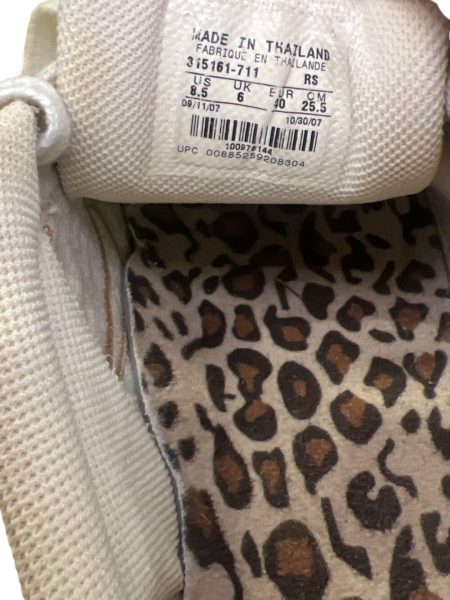 MADE IN THAILAND
FABRIQUE EN THAILANDE
315161-711 RS
US UK EUR CM
8.5 6 40 25.5
09/11/07 10/30/07
100976144
UPC 00885259208304